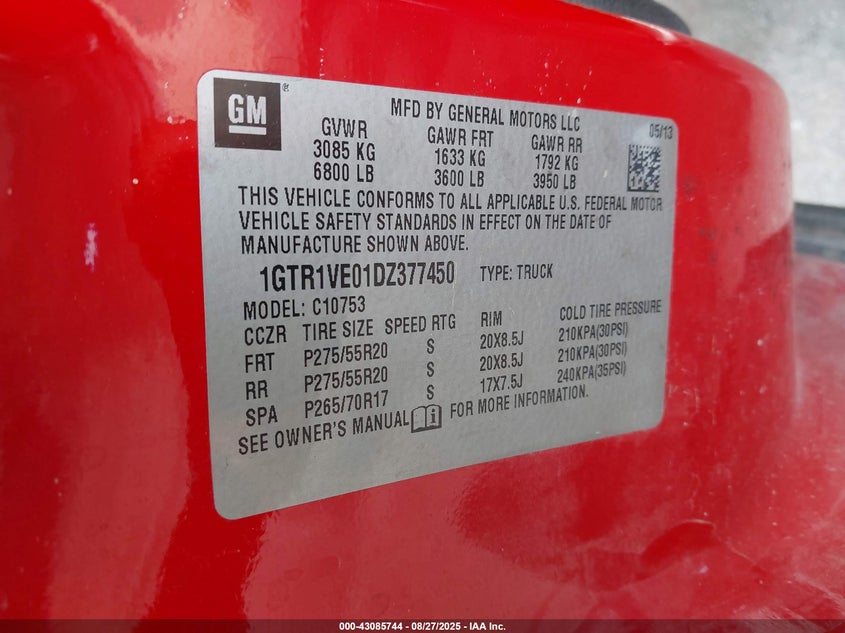 GM®
MFD BY GENERAL MOTORS LLC 05/13
GVWR GAWR FRT GAWR RR
3085 KG 1633 KG 1792 KG
6800 LB 3600 LB 3950 LB
THIS VEHICLE CONFORMS TO ALL APPLICABLE U.S. FEDERAL MOTOR
VEHICLE SAFETY STANDARDS IN EFFECT ON THE DATE OF
MANUFACTURE SHOWN ABOVE.
1GTR1VE01DZ377450 TYPE: TRUCK
MODEL: C10753
CCZR TIRE SIZE SPEED RTG RIM COLD TIRE PRESSURE
FRT P275/55R20 S 20X8.5J 210KPA(30PSI)
RR P275/55R20 S 20X8.5J 210KPA(30PSI)
SPA P265/70R17 S 17X7.5J 240KPA(35PSI)
SEE OWNER'S MANUAL i FOR MORE INFORMATION.
000-43085744 - 08/27/2025 - IAA Inc.